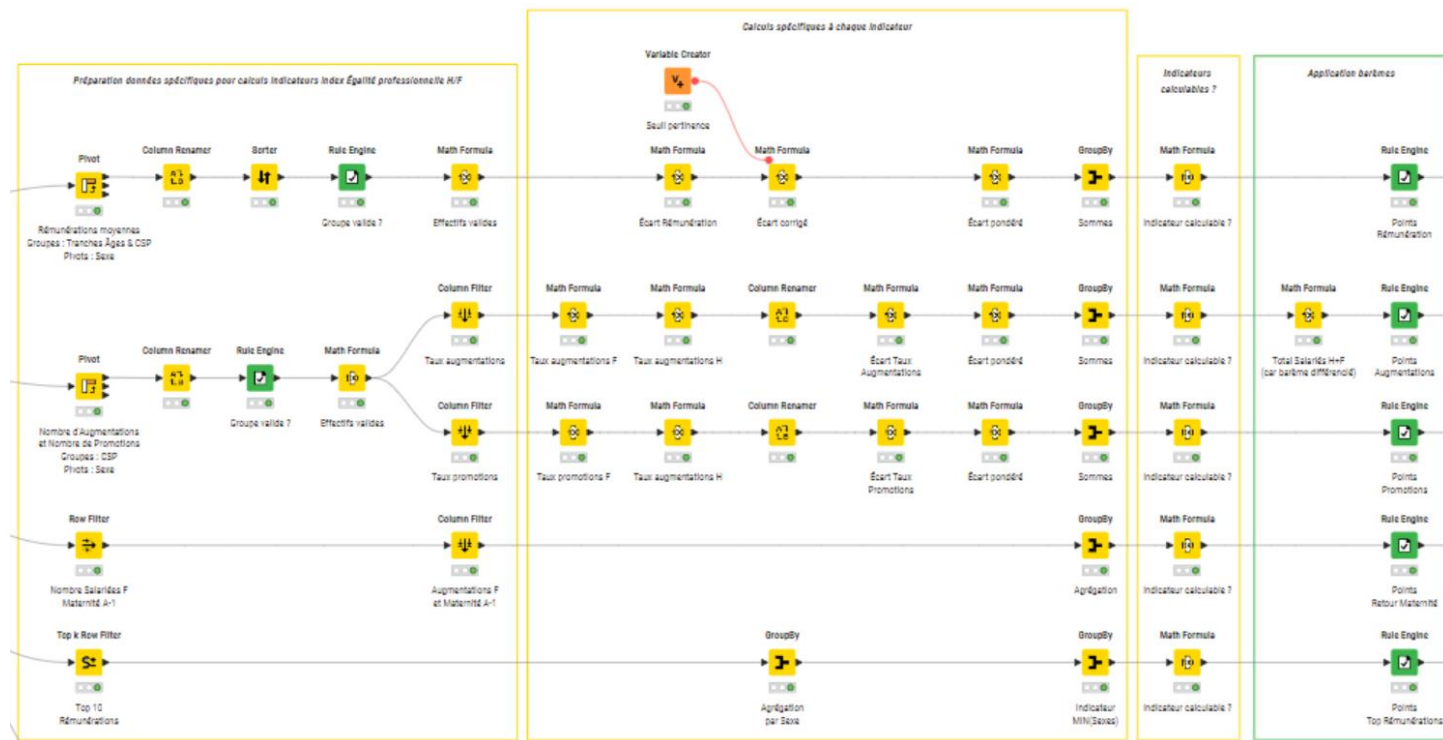 Calculs spécifiques à chaque indicateur
Préparation données spécifiques pour calculs indicateurs Index Égalité professionnelle H/F
Indicateurs
calculables ?
Application barèmes
Variable Creator
Seuil pertinence
Pivot
Column Renamer
Sorter
Rule Engine
Math Formula
Math Formula
Math Formula
Math Formula
GroupBy
Math Formula
Rule Engine
Rémunérations moyennes
Groupes : Tranches Âges & CSP
Pivots : Sexe
Groupe valide ?
Effectifs valides
Écart Rémunération
Écart corrigé
Écart pondéré
Sommes
Indicateur calculable ?
Points
Rémunération
Column Filter
Math Formula
Math Formula
Column Renamer
Math Formula
Math Formula
GroupBy
Math Formula
Math Formula
Rule Engine
Taux augmentations
Taux augmentations F
Taux augmentations H
Écart Taux
Augmentations
Écart pondéré
Sommes
Indicateur calculable ?
Total Salariés H+F
(car barème différencié)
Points
Augmentations
Pivot
Column Renamer
Rule Engine
Math Formula
Nombre d'Augmentations
et Nombre de Promotions
Groupes : CSP
Pivots : Sexe
Groupe valide ?
Effectifs valides
Column Filter
Math Formula
Math Formula
Column Renamer
Math Formula
Math Formula
GroupBy
Math Formula
Rule Engine
Taux promotions
Taux promotions F
Taux augmentations H
Écart Taux
Promotions
Écart pondéré
Sommes
Indicateur calculable ?
Points
Promotions
Row Filter
Column Filter
GroupBy
Math Formula
Rule Engine
Nombre Salariées F
Maternité A-1
Augmentations F
et Maternité A-1
Agrégation
Indicateur calculable ?
Points
Retour Maternité
Top k Row Filter
GroupBy
GroupBy
Math Formula
Rule Engine
Top 10
Rémunérations
Agrégation
par Sexe
Indicateur
MIN(Sexes)
Indicateur calculable ?
Points
Top Rémunérations